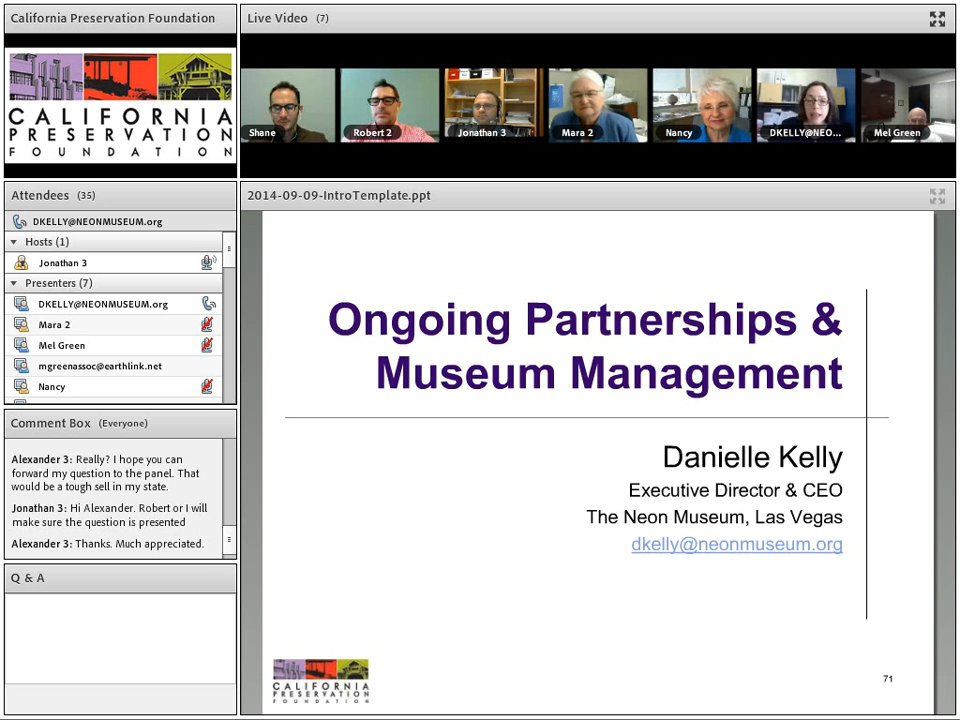 California Preservation Foundation
CALIFORNIA
PRESERVATION
FOUNDATION
Live Video (7)
Shane
Robert 2
Jonathan 3
Mara 2
Nancy
DKELLY@NEO...
Mel Green
Attendees (35)
DKELLY@NEONMUSEUM.org
Hosts (1)
Jonathan 3
Presenters (7)
DKELLY@NEONMUSEUM.org
Mara 2
Mel Green
mgreenassoc@earthlink.net
Nancy
Comment Box (Everyone)
Alexander 3: Really? I hope you can
forward my question to the panel. That
would be a tough sell in my state.
Jonathan 3: Hi Alexander. Robert or I will
make sure the question is presented
Alexander 3: Thanks. Much appreciated.
Q & A
2014-09-09-IntroTemplate.ppt
Ongoing Partnerships &
Museum Management
Danielle Kelly
Executive Director & CEO
The Neon Museum, Las Vegas
dkelly@neonmuseum.org
CALIFORNIA
PRESERVATION
FOUNDATION
71